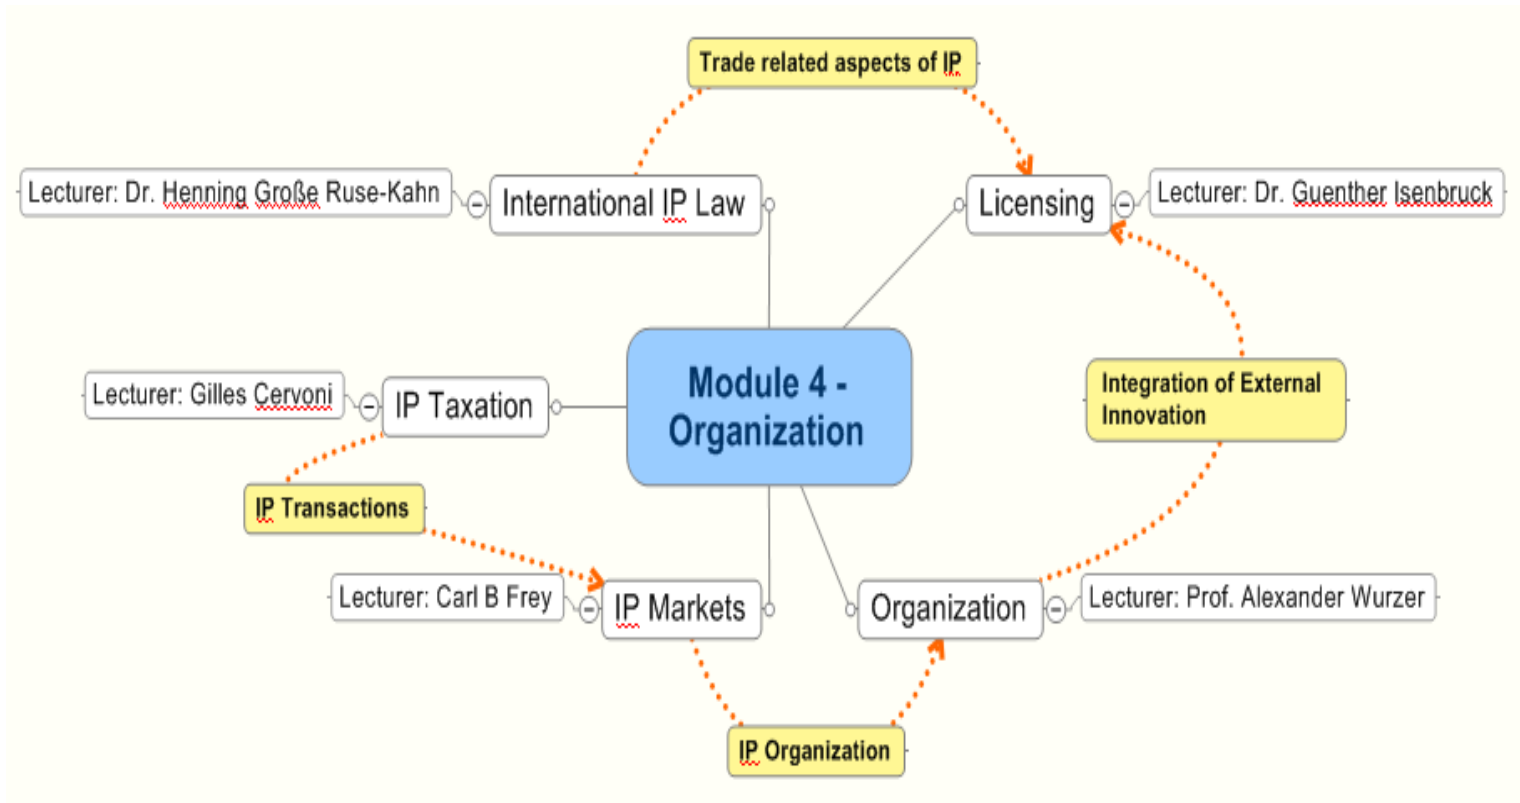 Trade related aspects of IP
Lecturer: Dr. Henning Große Ruse-Kahn
International IP Law
Licensing
Lecturer: Dr. Guenther Isenbruck
Module 4 -
Organization
Lecturer: Gilles Cervoni
IP Taxation
Integration of External
Innovation
IP Transactions
Lecturer: Carl B Frey
IP Markets
Organization
Lecturer: Prof. Alexander Wurzer
IP Organization